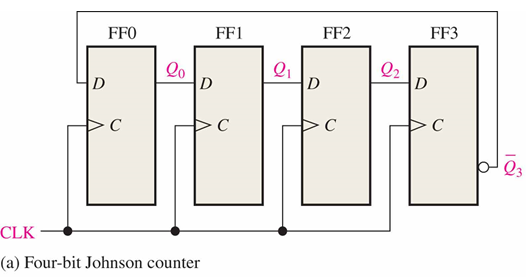 FF0 FF1 FF2 FF3
D Q₀ D Q₁ D Q₂ D
C C C C
Q̅₃
CLK
(a) Four-bit Johnson counter